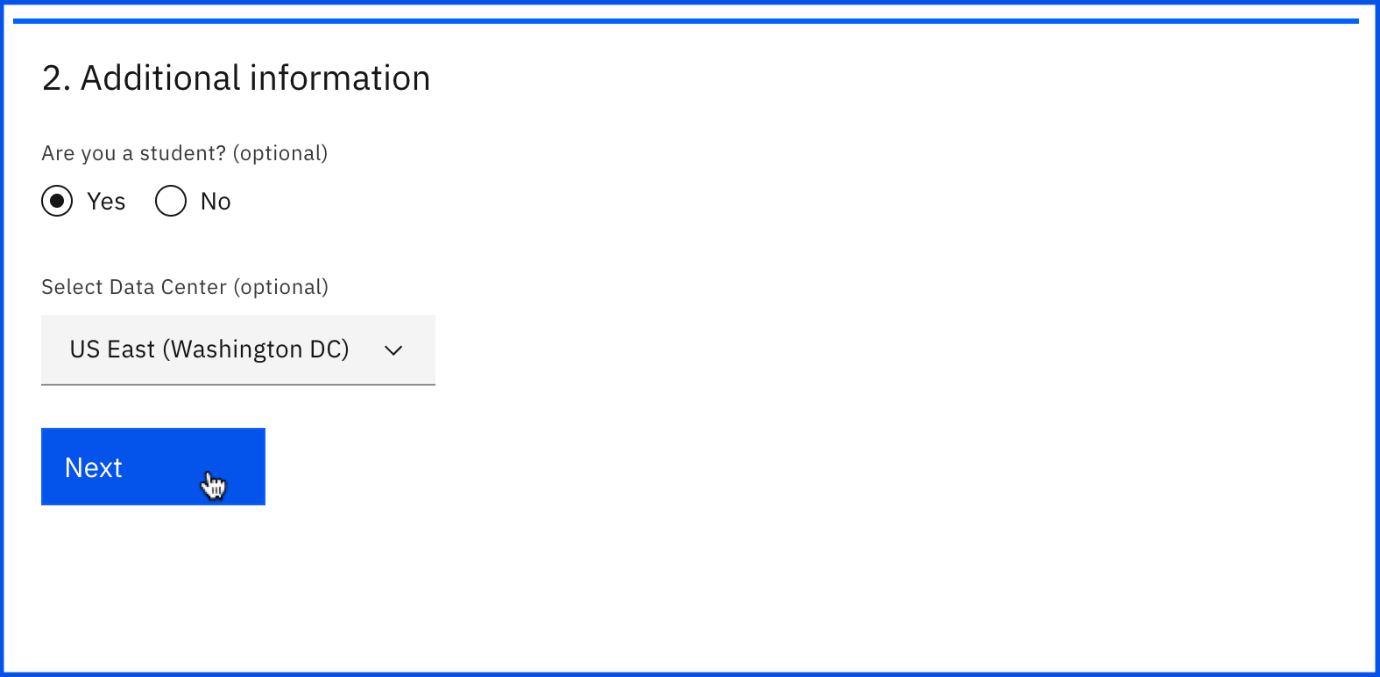 2. Additional information
Are you a student? (optional)
Yes No
Select Data Center (optional)
US East (Washington DC)
Next